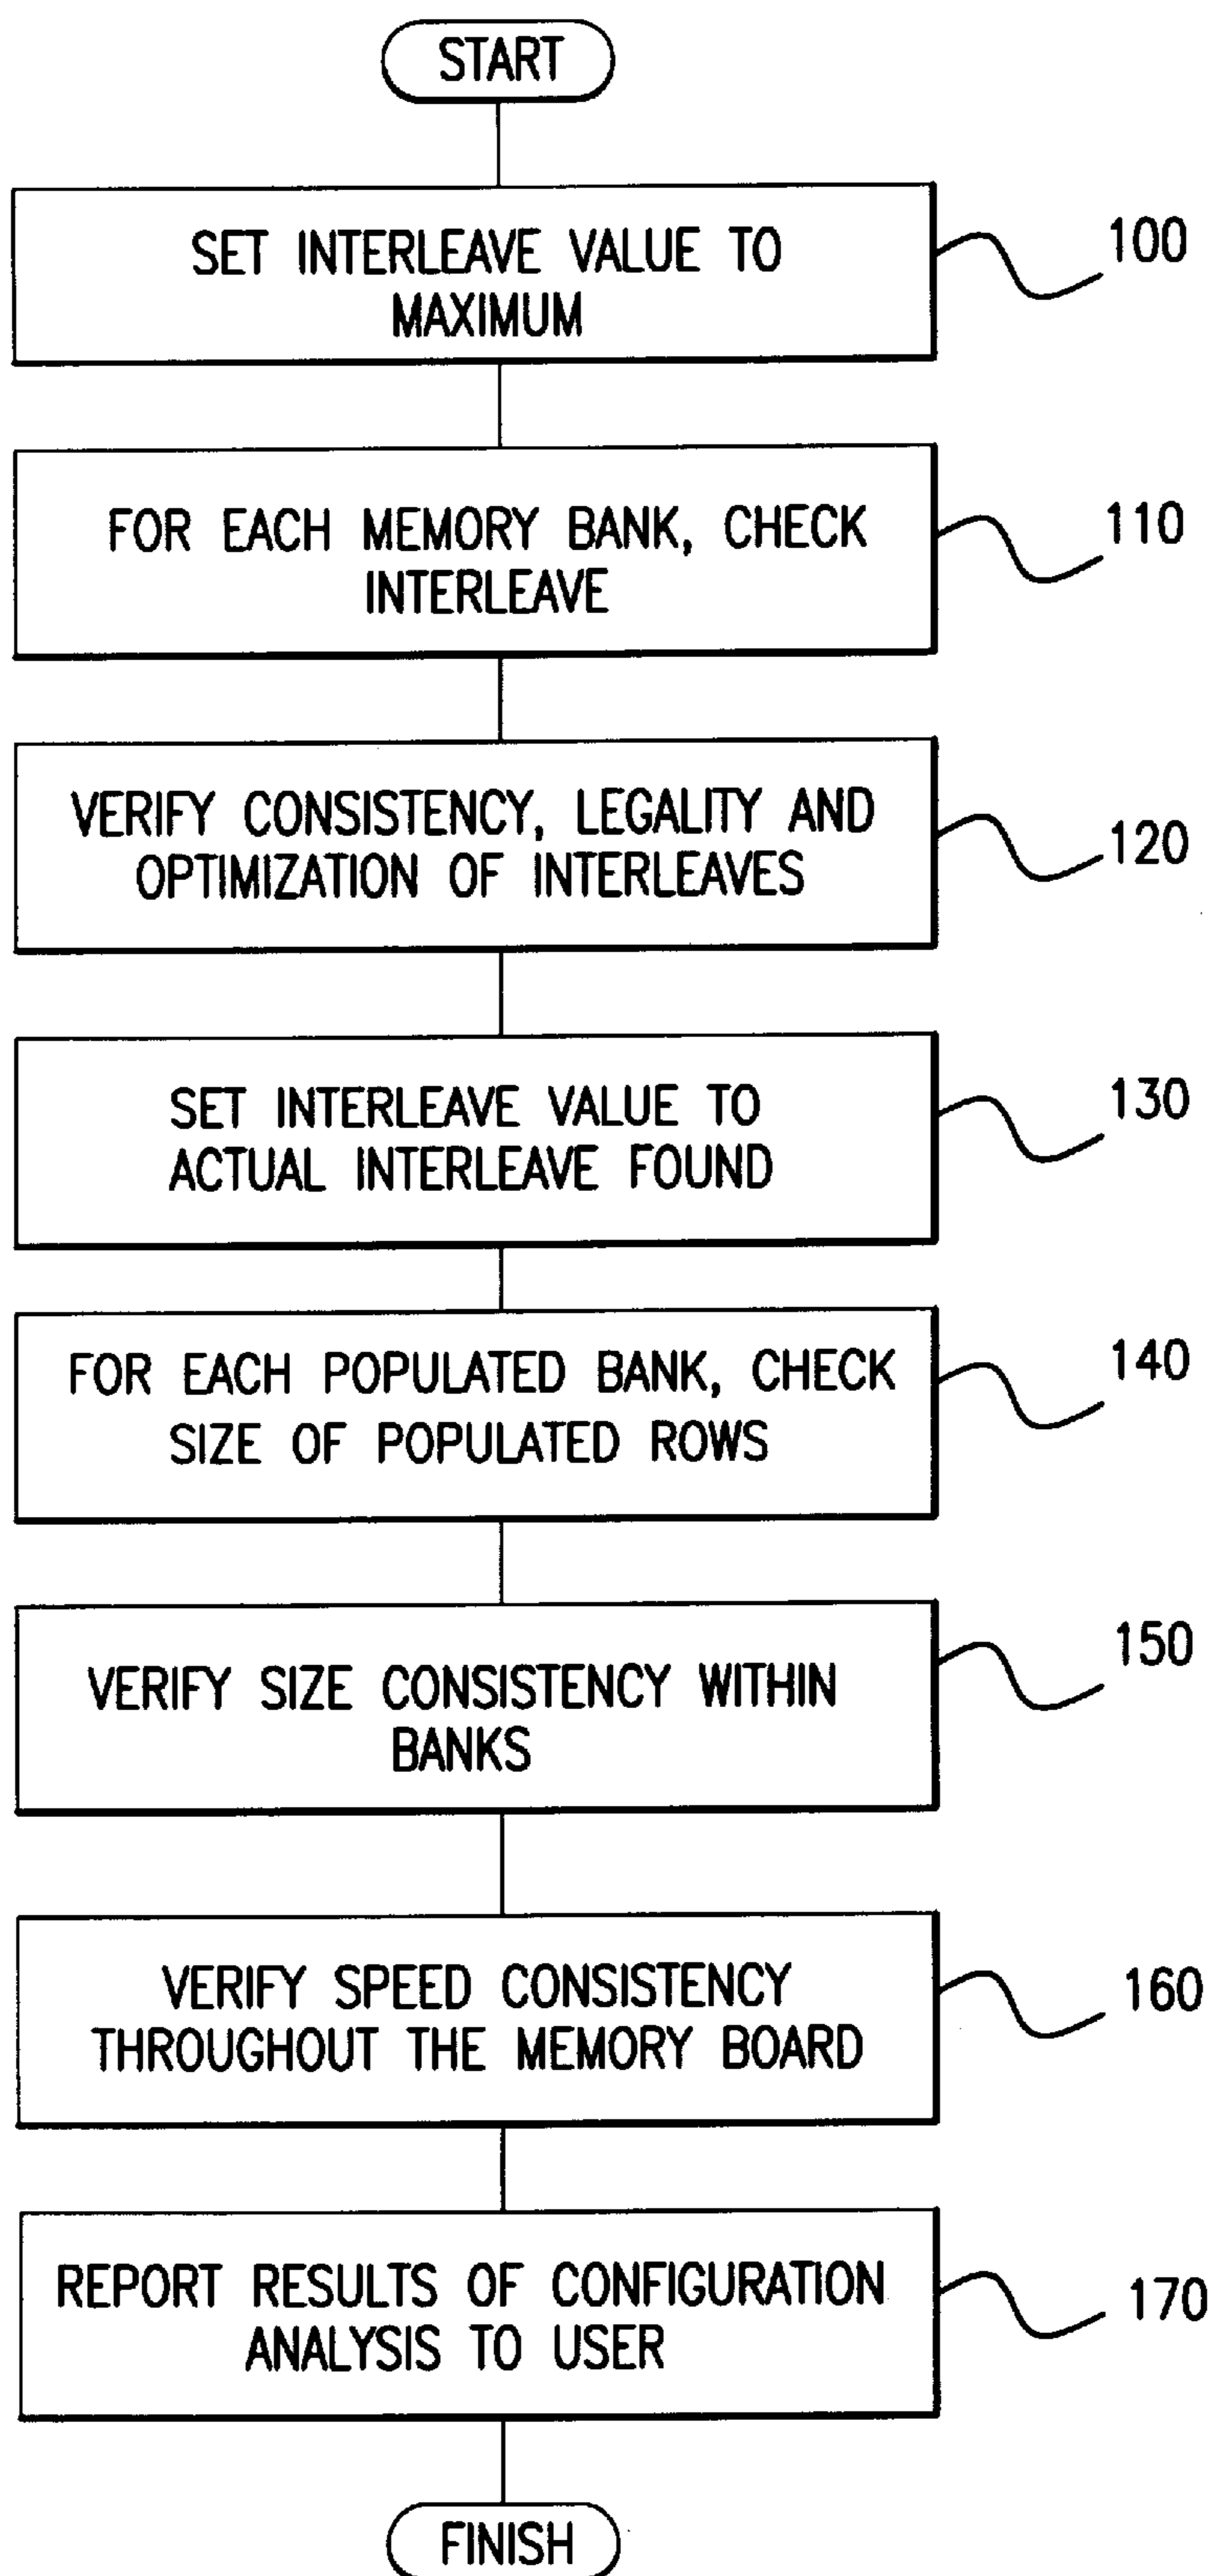 START
SET INTERLEAVE VALUE TO
MAXIMUM
100
FOR EACH MEMORY BANK, CHECK
INTERLEAVE
110
VERIFY CONSISTENCY, LEGALITY AND
OPTIMIZATION OF INTERLEAVES
120
SET INTERLEAVE VALUE TO
ACTUAL INTERLEAVE FOUND
130
FOR EACH POPULATED BANK, CHECK
SIZE OF POPULATED ROWS
140
VERIFY SIZE CONSISTENCY WITHIN
BANKS
150
VERIFY SPEED CONSISTENCY
THROUGHOUT THE MEMORY BOARD
160
REPORT RESULTS OF CONFIGURATION
ANALYSIS TO USER
170
FINISH